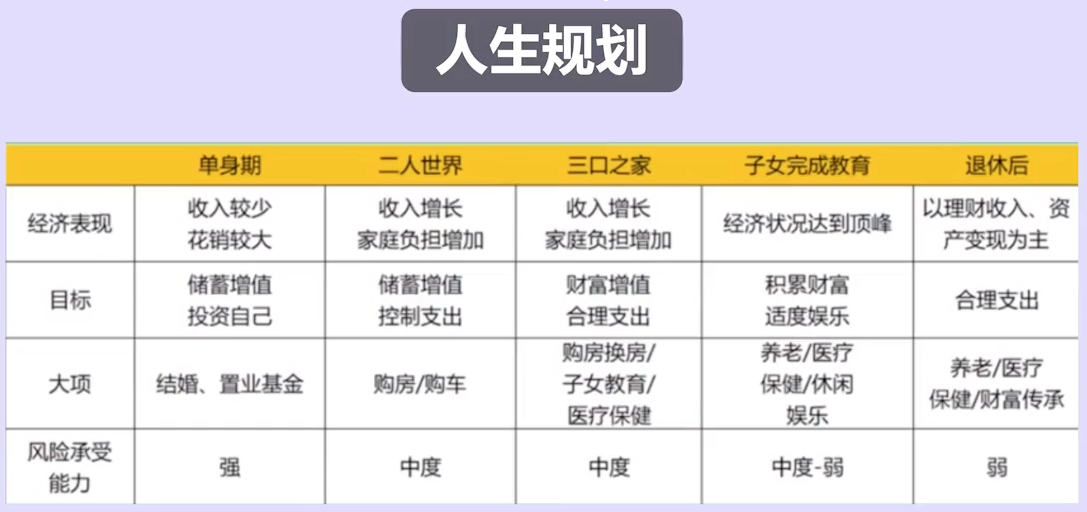 人生规划
单身期 二人世界 三口之家 子女完成教育 退休后
经济表现
收入较少
花销较大
收入增长
家庭负担增加
收入增长
家庭负担增加
经济状况达到顶峰
以理财收入、资
产变现为主
目标
储蓄增值
投资自己
储蓄增值
控制支出
财富增值
合理支出
积累财富
适度娱乐
合理支出
大项
结婚、置业基金
购房/购车
购房换房/
子女教育/
医疗保健
养老/医疗
保健/休闲
娱乐
养老/医疗
保健/财富传承
风险承受
能力
强
中度
中度
中度-弱
弱